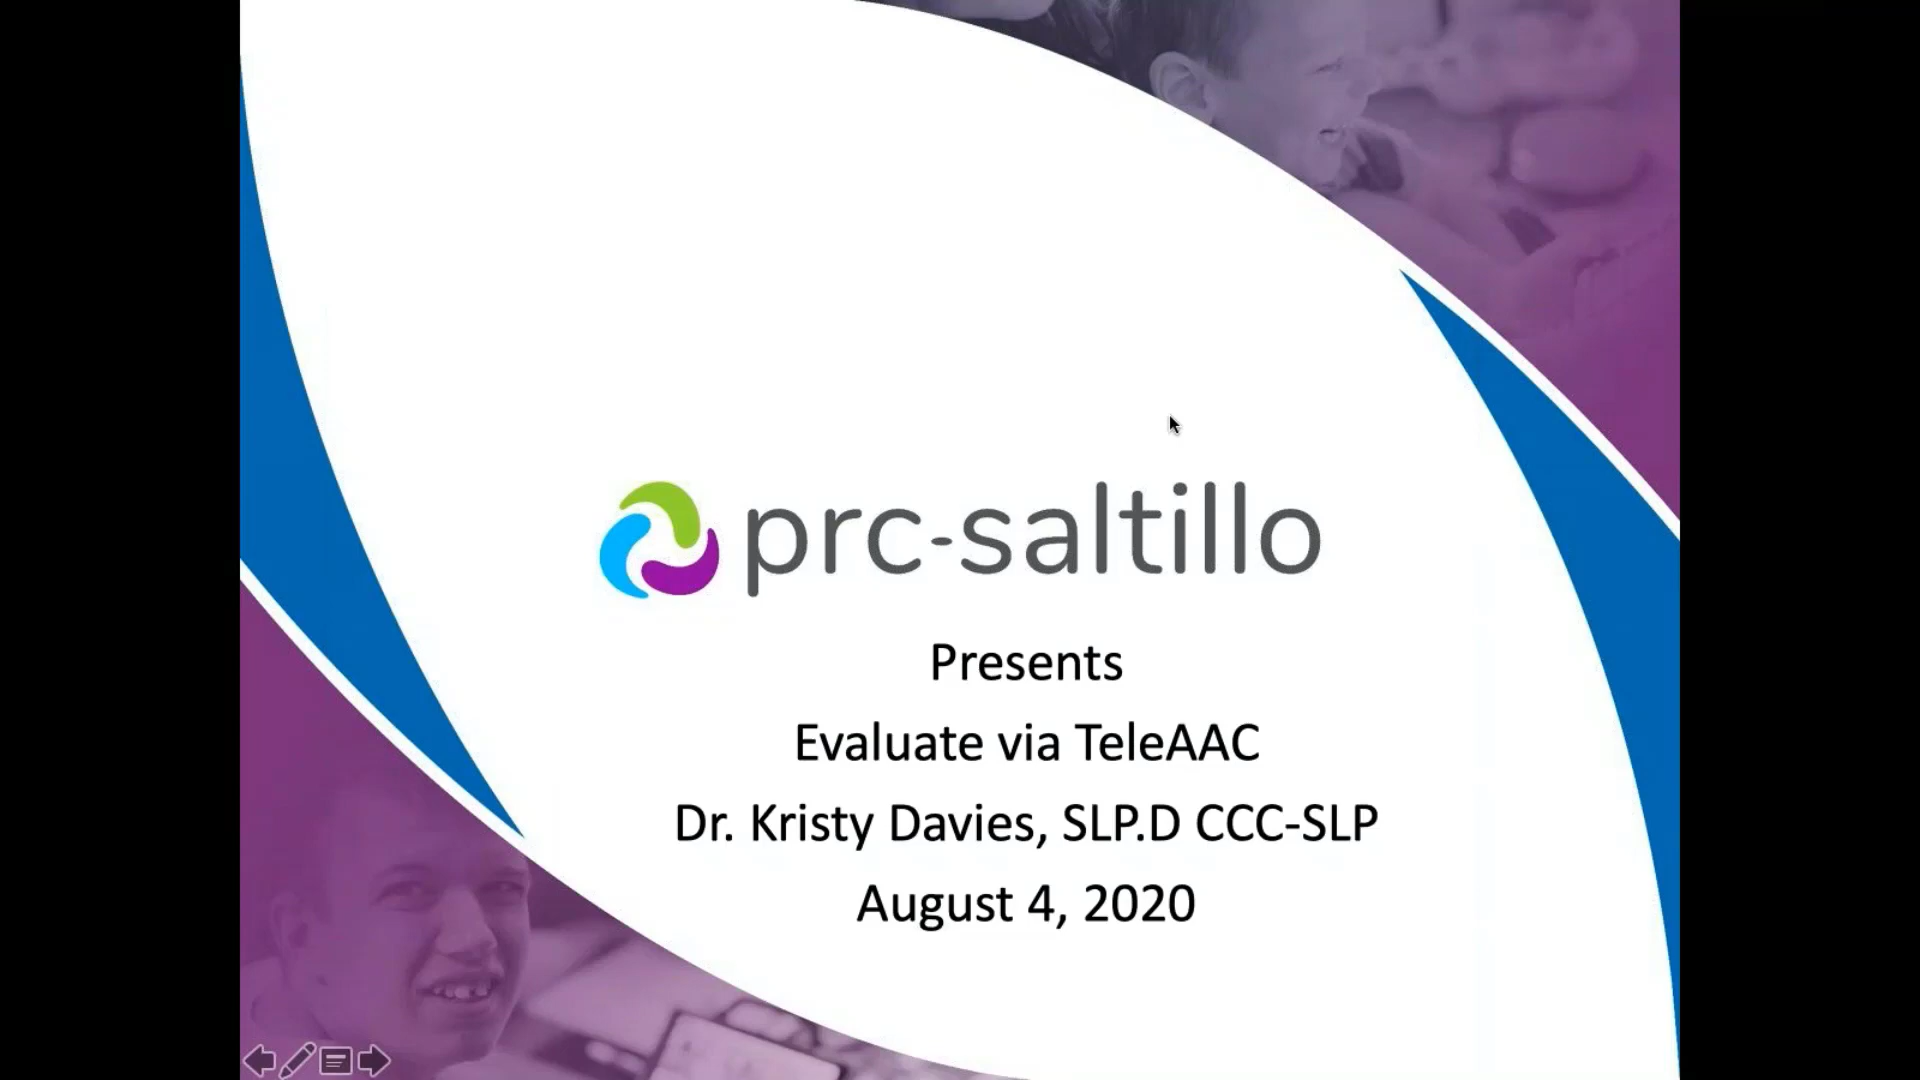 prc-saltillo
Presents
Evaluate via TeleAAC
Dr. Kristy Davies, SLP.D CCC-SLP
August 4, 2020